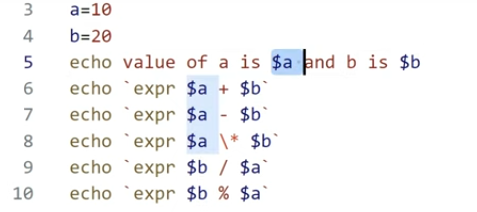 3 a=10
4 b=20
5 echo value of a is $a and b is $b
6 echo `expr $a + $b`
7 echo `expr $a - $b`
8 echo `expr $a \* $b`
9 echo `expr $b / $a`
10 echo `expr $b % $a`